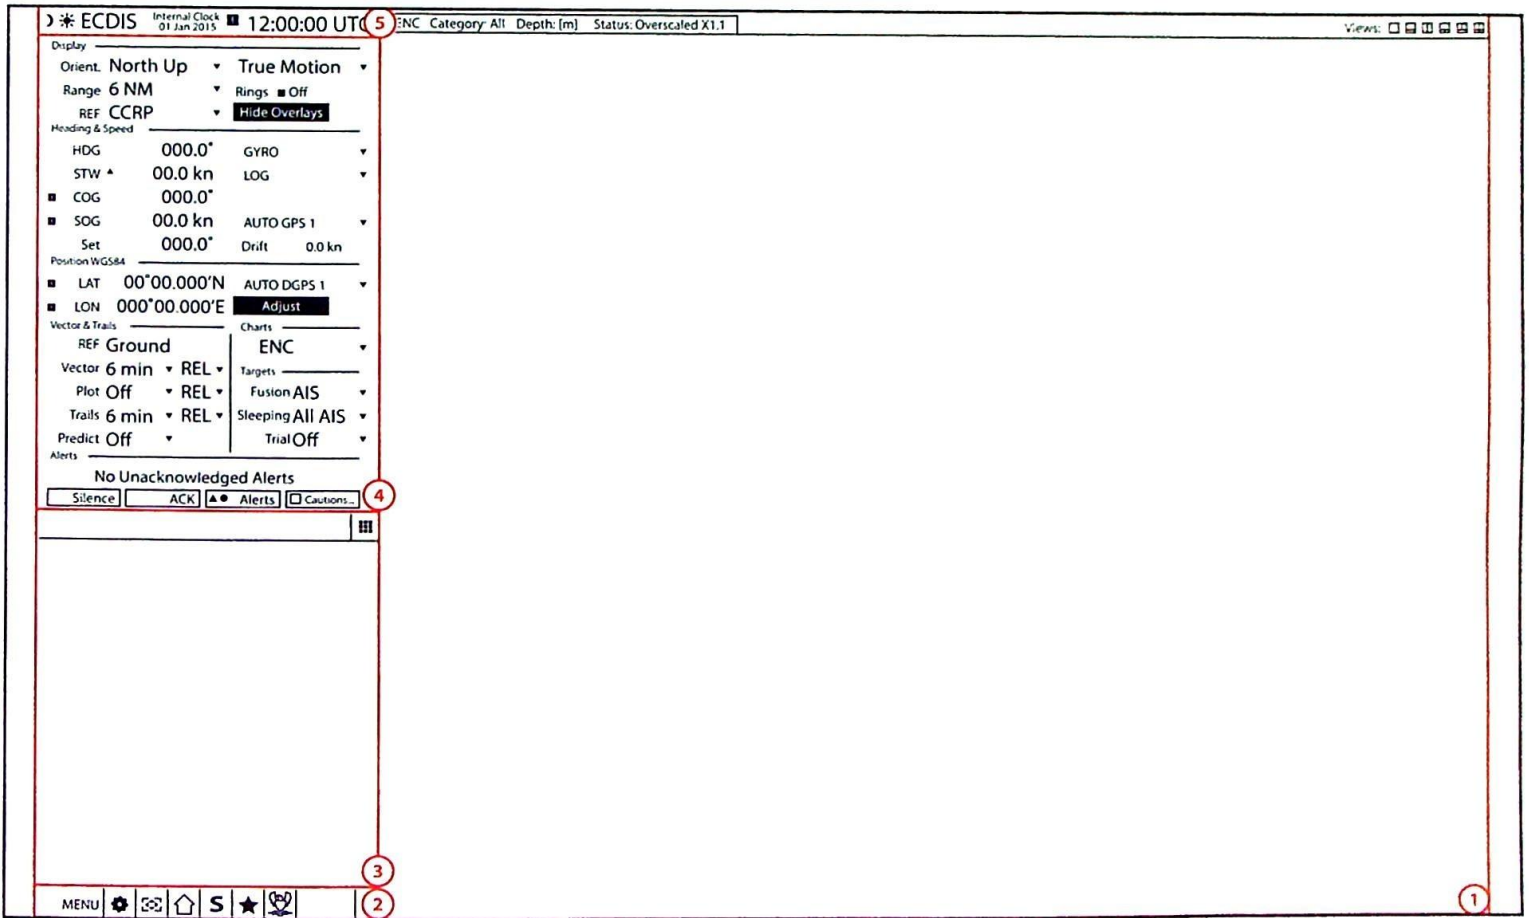 ECDIS Internal Clock 01 Jan 2015 12:00:00 UTC 5 ENC Category: All Depth: [m] Status: Overscaled X1.1 Views:
Display
Orient. North Up True Motion
Range 6 NM Rings Off
REF CCRP Hide Overlays
Heading & Speed
HDG 000.0° GYRO
STW 00.0 kn LOG
COG 000.0°
SOG 00.0 kn AUTO GPS 1
Set 000.0° Drift 0.0 kn
Position WGS84
LAT 00°00.000'N AUTO DGPS 1
LON 000°00.000'E Adjust
Vector & Trails Charts
REF Ground ENC
Vector 6 min REL Targets
Plot Off REL Fusion AIS
Trails 6 min REL Sleeping All AIS
Predict Off Trial Off
Alerts
No Unacknowledged Alerts
Silence ACK Alerts Cautions... 4
3
MENU S 2 1